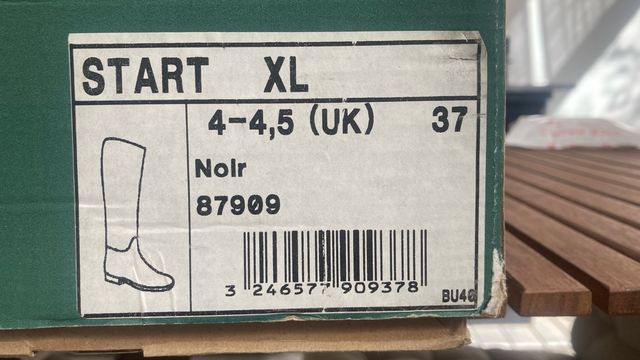 START XL
4-4,5 (UK) 37
Noir
87909
3 246577 909378
BU40